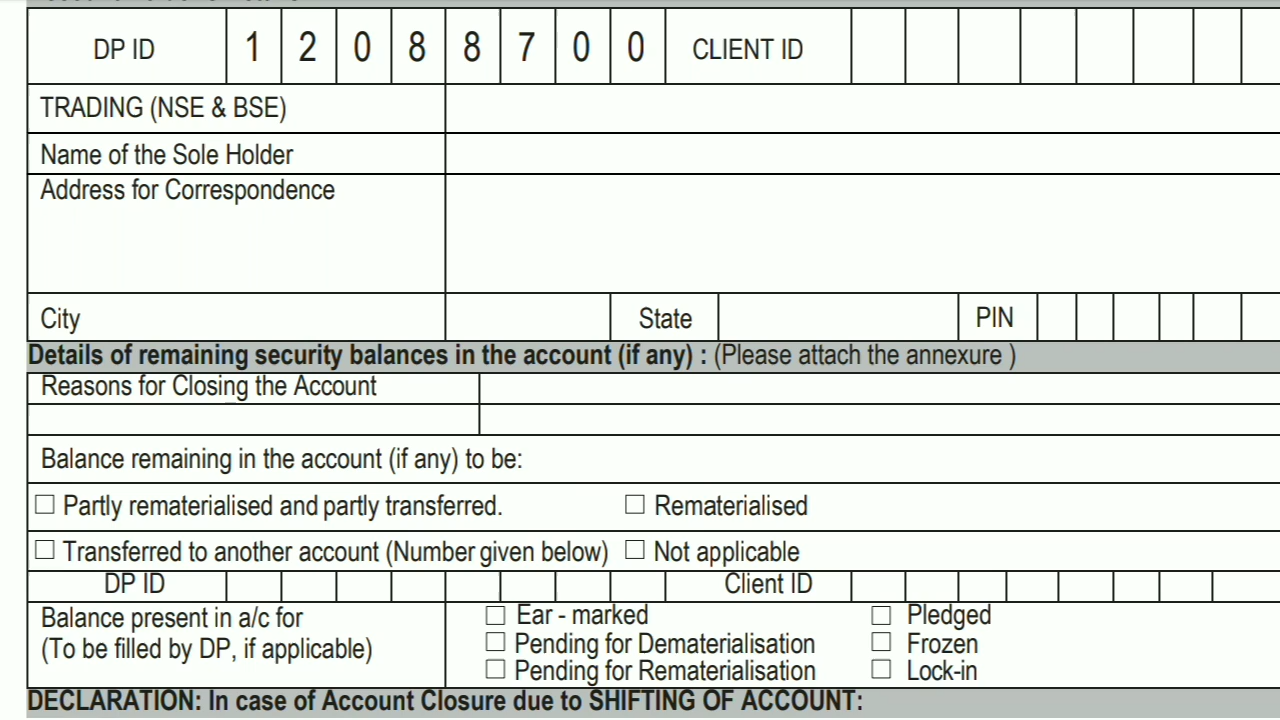 DP ID 1 2 0 8 8 7 0 0 CLIENT ID
TRADING (NSE & BSE)
Name of the Sole Holder
Address for Correspondence
City State PIN
Details of remaining security balances in the account (if any) : (Please attach the annexure )
Reasons for Closing the Account
Balance remaining in the account (if any) to be:
Partly rematerialised and partly transferred. Rematerialised
Transferred to another account (Number given below) Not applicable
DP ID Client ID
Balance present in a/c for Ear - marked Pledged
(To be filled by DP, if applicable) Pending for Dematerialisation Frozen
Pending for Rematerialisation Lock-in
DECLARATION: In case of Account Closure due to SHIFTING OF ACCOUNT: